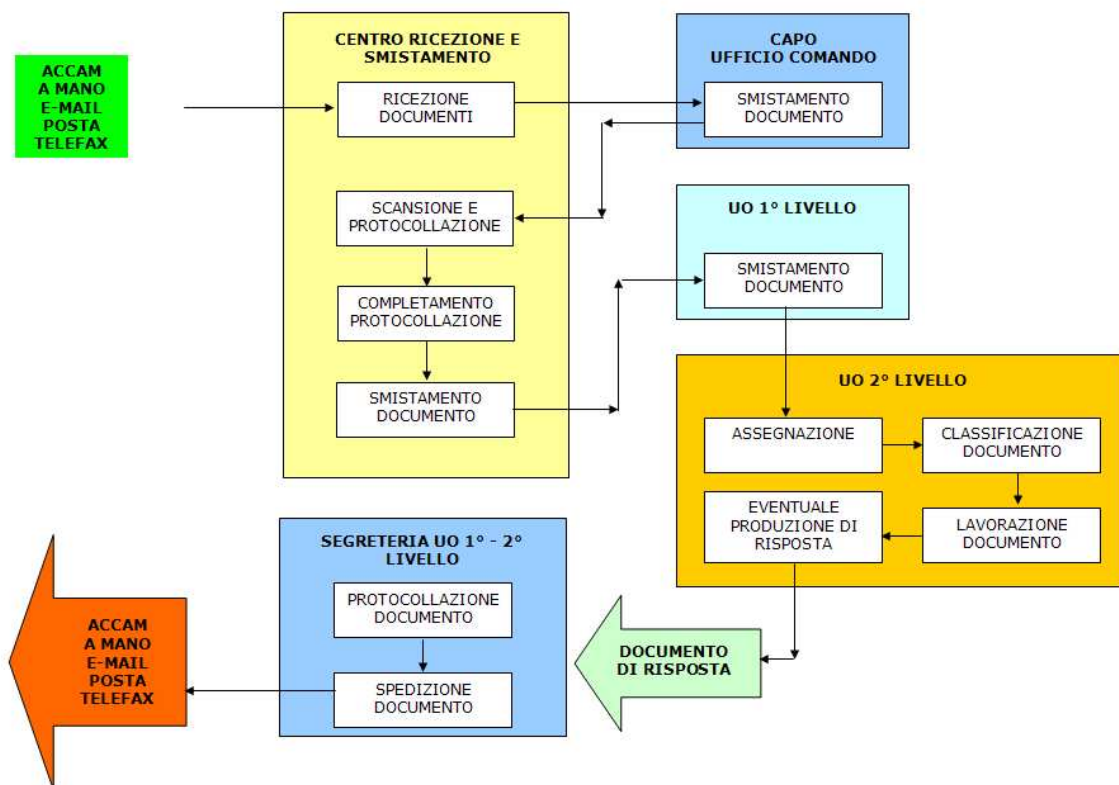 ACCAM
A MANO
E-MAIL
POSTA
TELEFAX
CENTRO RICEZIONE E
SMISTAMENTO
RICEZIONE
DOCUMENTI
CAPO
UFFICIO COMANDO
SMISTAMENTO
DOCUMENTO
SCANSIONE E
PROTOCOLLAZIONE
COMPLETAMENTO
PROTOCOLLAZIONE
SMISTAMENTO
DOCUMENTO
UO 1° LIVELLO
SMISTAMENTO
DOCUMENTO
UO 2° LIVELLO
ASSEGNAZIONE
CLASSIFICAZIONE
DOCUMENTO
LAVORAZIONE
DOCUMENTO
EVENTUALE
PRODUZIONE DI
RISPOSTA
DOCUMENTO
DI RISPOSTA
SEGRETERIA UO 1° - 2°
LIVELLO
PROTOCOLLAZIONE
DOCUMENTO
SPEDIZIONE
DOCUMENTO
ACCAM
A MANO
E-MAIL
POSTA
TELEFAX